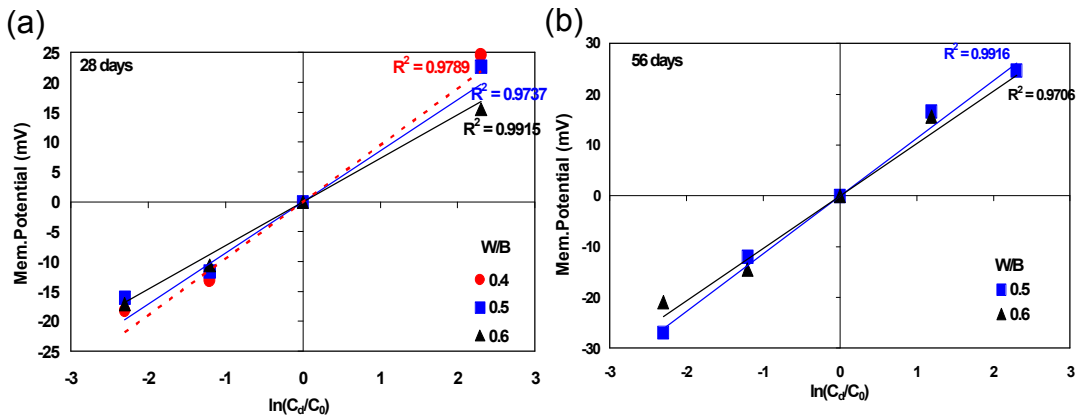 (a)
28 days
R² = 0.9789
R² = 0.9737
R² = 0.9915
Mem.Potential (mV)
25
20
15
10
5
0
-5
-10
-15
-20
-25
-3 -2 -1 0 1 2 3
ln(Cd/C0)
W/B
0.4
0.5
0.6
(b)
56 days
R² = 0.9916
R² = 0.9706
Mem.Potential (mV)
30
20
10
0
-10
-20
-30
-3 -2 -1 0 1 2 3
ln(Cd/C0)
W/B
0.5
0.6